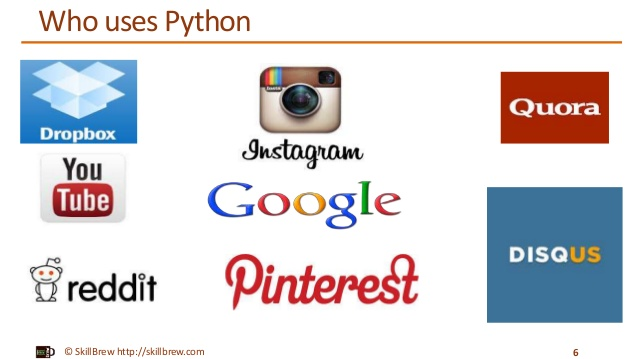 Who uses Python
Dropbox
Instagram
Quora
You
Tube
Google
DISQUS
reddit
Pinterest
© SkillBrew http://skillbrew.com
6